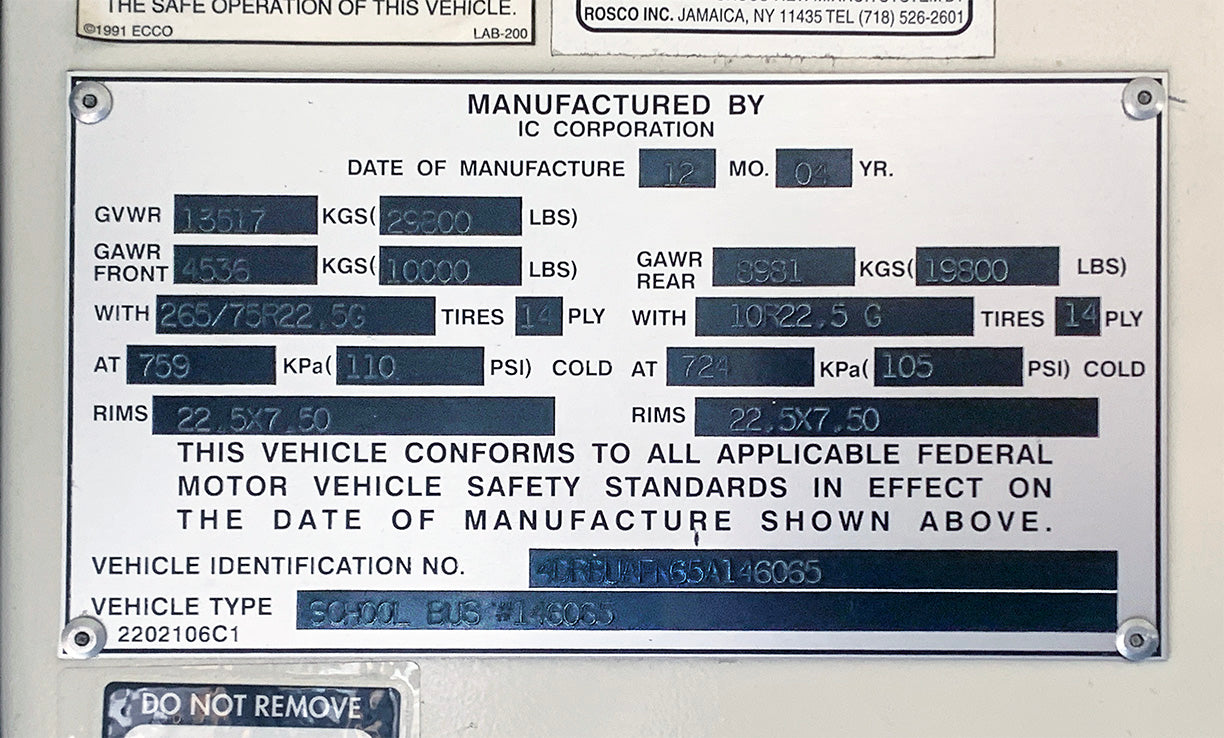 THE SAFE OPERATION OF THIS VEHICLE.
©1991 ECCO LAB-200
ROSCO INC. JAMAICA, NY 11435 TEL (718) 526-2601
MANUFACTURED BY
IC CORPORATION
DATE OF MANUFACTURE 12 MO. 04 YR.
GVWR 13517 KGS( 29800 LBS)
GAWR FRONT 4536 KGS( 10000 LBS) GAWR REAR 8981 KGS( 19800 LBS)
WITH 265/75R22.5G TIRES 14 PLY WITH 10R22.5 G TIRES 14 PLY
AT 759 KPa( 110 PSI) COLD AT 724 KPa( 105 PSI) COLD
RIMS 22.5X7.50 RIMS 22.5X7.50
THIS VEHICLE CONFORMS TO ALL APPLICABLE FEDERAL
MOTOR VEHICLE SAFETY STANDARDS IN EFFECT ON
THE DATE OF MANUFACTURE SHOWN ABOVE.
VEHICLE IDENTIFICATION NO. 4DRBUAFN65A146065
VEHICLE TYPE SCHOOL BUS #146065
2202106C1
DO NOT REMOVE